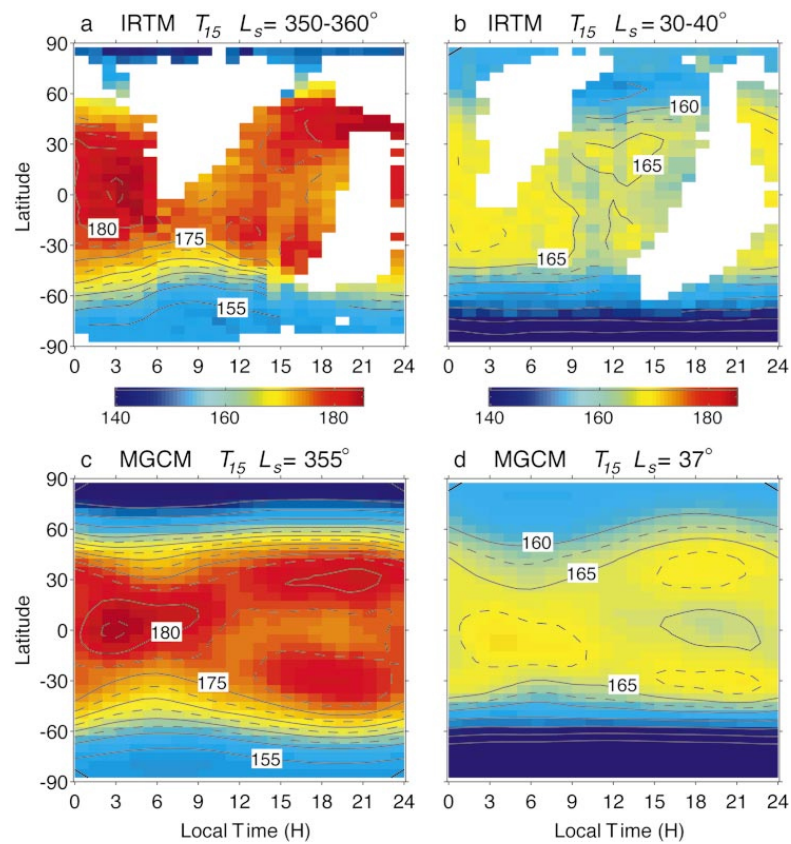 a IRTM T15 Ls= 350-360°
b IRTM T15 Ls= 30-40°
90
60
30
0
-30
-60
-90
Latitude
180
175
155
0 3 6 9 12 15 18 21 24
160
165
165
0 3 6 9 12 15 18 21 24
140 160 180
140 160 180
c MGCM T15 Ls= 355°
d MGCM T15 Ls= 37°
90
60
30
0
-30
-60
-90
Latitude
180
175
155
0 3 6 9 12 15 18 21 24
Local Time (H)
160
165
165
0 3 6 9 12 15 18 21 24
Local Time (H)